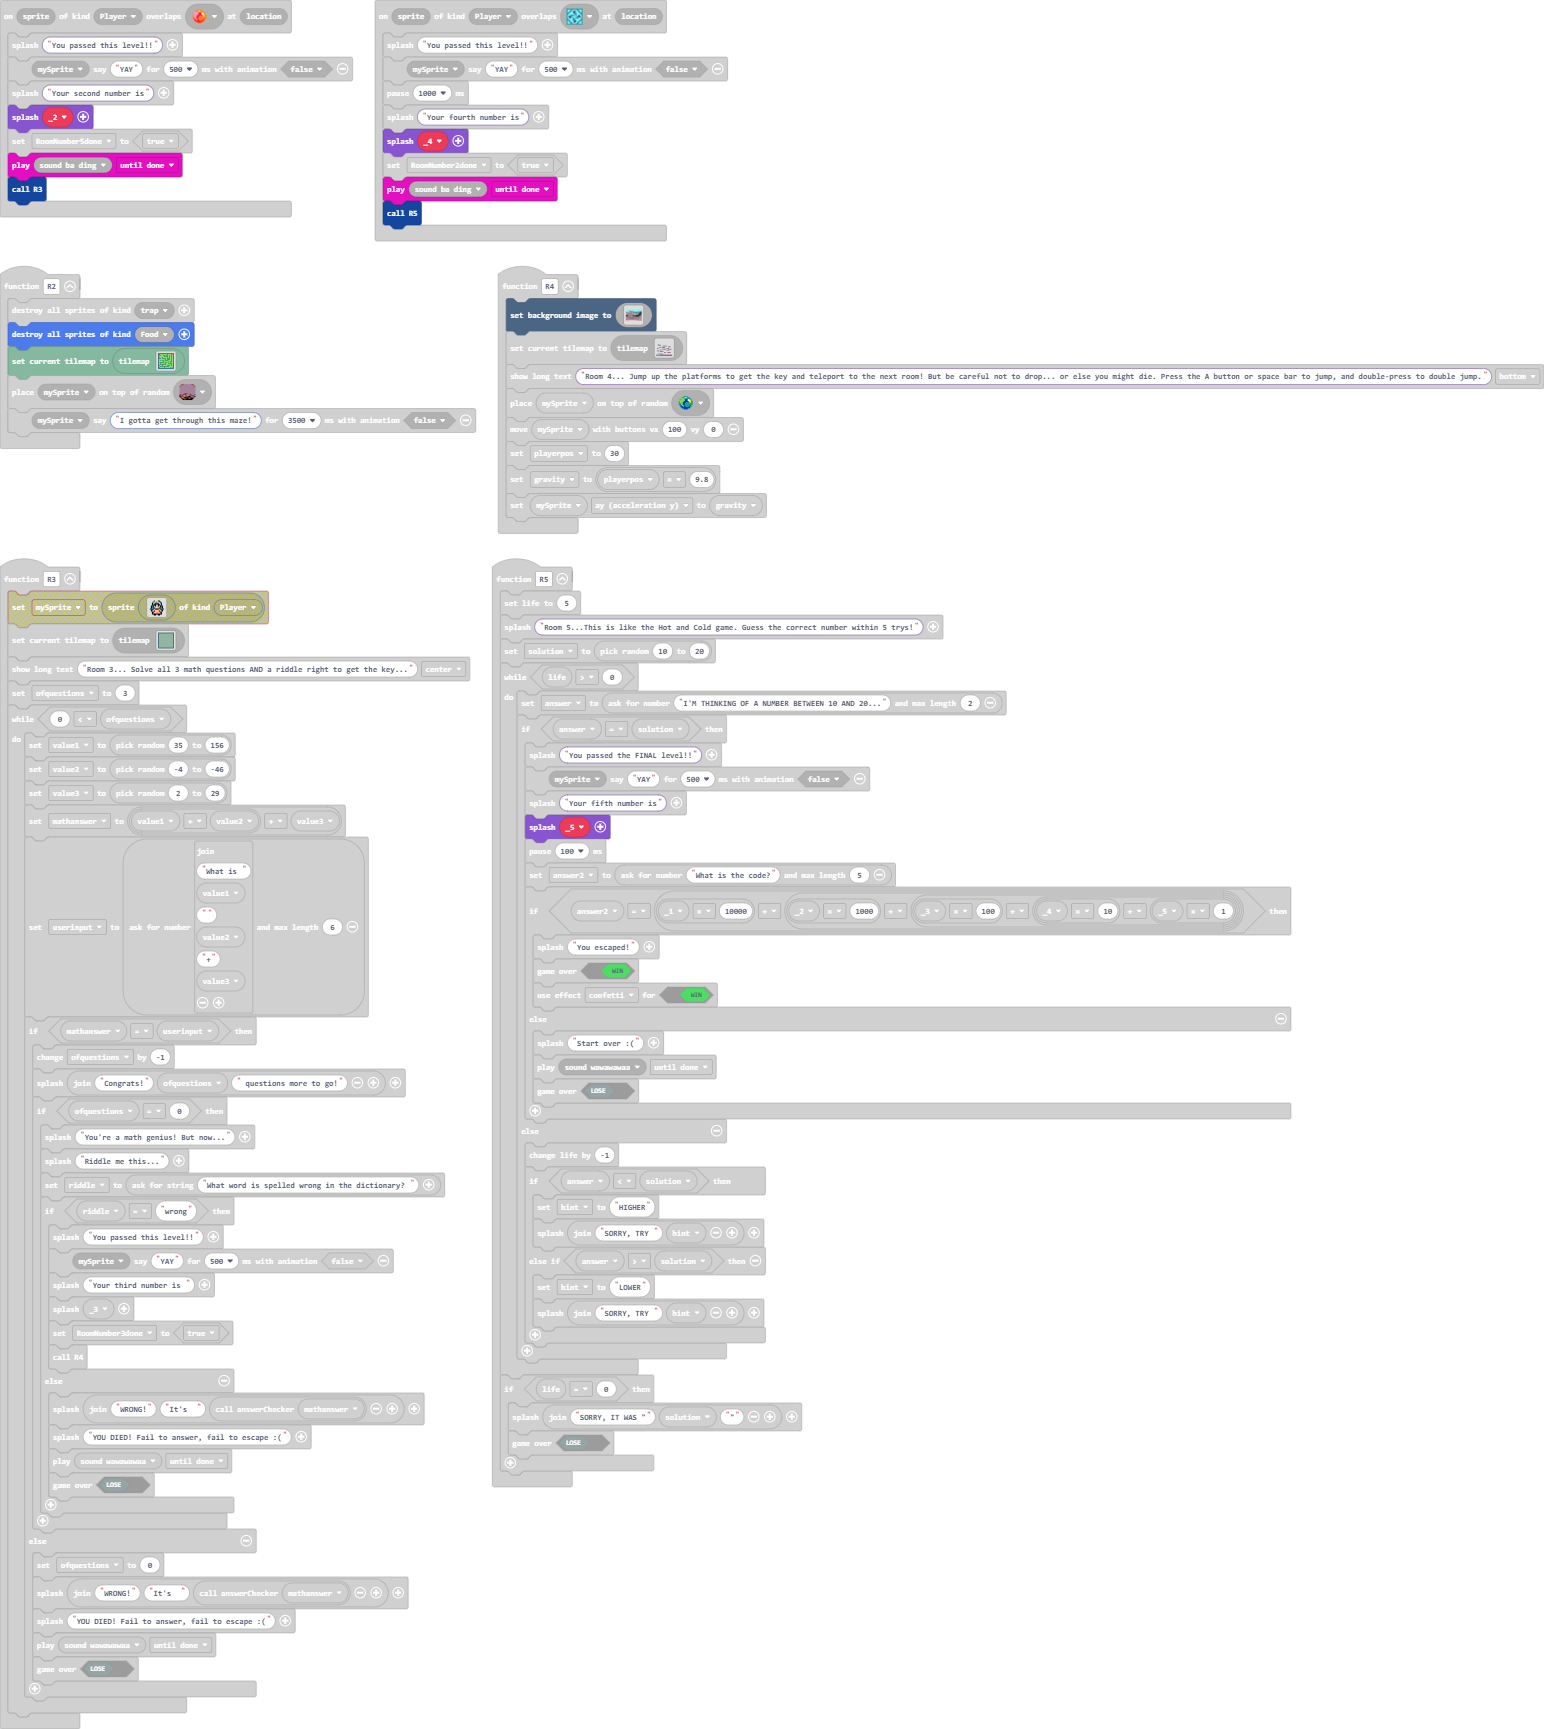 on sprite of kind Player overlaps at location
splash "You passed this level!!"
mySprite say "YAY" for 500 ms with animation false
splash "Your second number is"
splash _2
set RoomNumber5done to true
play sound ba ding until done
call R3
on sprite of kind Player overlaps at location
splash "You passed this level!!"
mySprite say "YAY" for 500 ms with animation false
pause 1000 ms
splash "Your fourth number is"
splash _4
set RoomNumber2done to true
play sound ba ding until done
call R5
function R2
destroy all sprites of kind trap
destroy all sprites of kind Food
set current tilemap to tilemap
place mySprite on top of random
mySprite say "I gotta get through this maze!" for 3500 ms with animation false
function R4
set background image to
set current tilemap to tilemap
show long text "Room 4... Jump up the platforms to get the key and teleport to the next room! But be careful not to drop... or else you might die. Press the A button or space bar to jump, and double-press to double jump." bottom
place mySprite on top of random
move mySprite with buttons vx 100 vy 0
set playerpos to 30
set gravity to playerpos × 9.8
set mySprite ay (acceleration y) to gravity
function R3
set mySprite to sprite of kind Player
set current tilemap to tilemap
show long text "Room 3... Solve all 3 math questions AND a riddle right to get the key..." center
set ofquestions to 3
while 0 < ofquestions
do
set value1 to pick random 35 to 156
set value2 to pick random -4 to -46
set value3 to pick random 2 to 29
set mathanswer to value1 + value2 + value3
set userinput to ask for number join "What is " value1 " " value2 "+" value3 and max length 6
if mathanswer = userinput then
change ofquestions by -1
splash join "Congrats!" ofquestions " questions more to go!"
if ofquestions = 0 then
splash "You're a math genius! But now..."
splash "Riddle me this..."
set riddle to ask for string "What word is spelled wrong in the dictionary? "
if riddle = "wrong" then
splash "You passed this level!!"
mySprite say "YAY" for 500 ms with animation false
splash "Your third number is "
splash _3
set RoomNumber3done to true
call R4
else
splash join "WRONG!" "It's " call answerChecker mathanswer
splash "YOU DIED! Fail to answer, fail to escape :("
play sound wawawawaa until done
game over LOSE
else
set ofquestions to 0
splash join "WRONG!" "It's " call answerChecker mathanswer
splash "YOU DIED! Fail to answer, fail to escape :("
play sound wawawawaa until done
game over LOSE
function R5
set life to 5
splash "Room 5...This is like the Hot and Cold game. Guess the correct number within 5 trys!"
set solution to pick random 10 to 20
while life > 0
do
set answer to ask for number "I'M THINKING OF A NUMBER BETWEEN 10 AND 20..." and max length 2
if answer = solution then
splash "You passed the FINAL level!!"
mySprite say "YAY" for 500 ms with animation false
splash "Your fifth number is"
splash _5
pause 100 ms
set answer2 to ask for number "What is the code?" and max length 5
if answer2 = _1 × 10000 + _2 × 1000 + _3 × 100 + _4 × 10 + _5 × 1 then
splash "You escaped!"
game over WIN
use effect confetti for WIN
else
splash "Start over :("
play sound wawawawaa until done
game over LOSE
else
change life by -1
if answer < solution then
set hint to "HIGHER"
splash join "SORRY, TRY " hint
else if answer > solution then
set hint to "LOWER"
splash join "SORRY, TRY " hint
if life = 0 then
splash join "SORRY, IT WAS "" solution """
game over LOSE